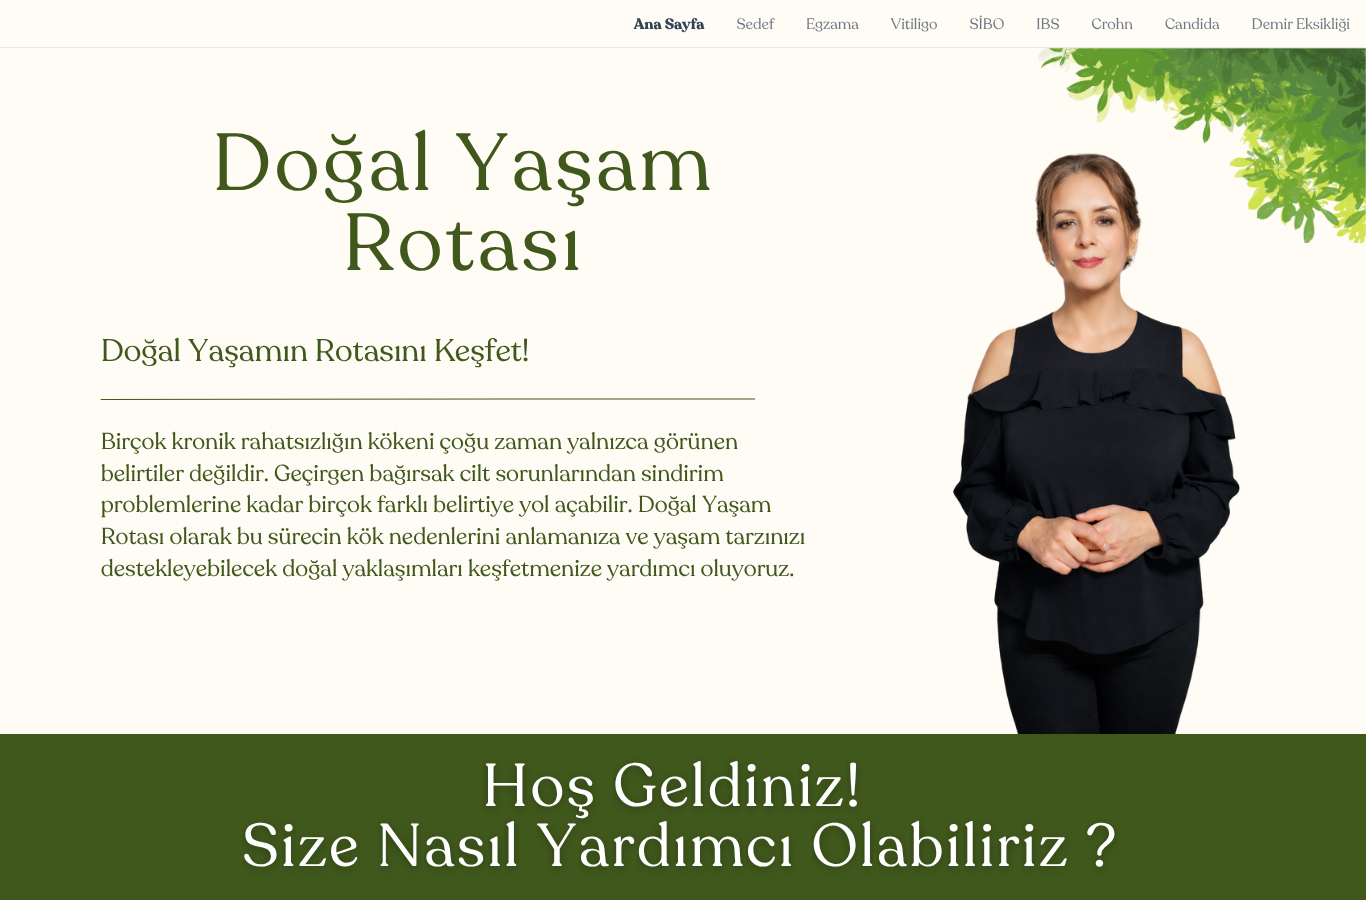 Ana Sayfa Sedef Egzama Vitiligo SİBO IBS Crohn Candida Demir Eksikliği
Doğal Yaşam
Rotası
Doğal Yaşamın Rotasını Keşfet!
Birçok kronik rahatsızlığın kökeni çoğu zaman yalnızca görünen
belirtiler değildir. Geçirgen bağırsak cilt sorunlarından sindirim
problemlerine kadar birçok farklı belirtiye yol açabilir. Doğal Yaşam
Rotası olarak bu sürecin kök nedenlerini anlamanıza ve yaşam tarzınızı
destekleyebilecek doğal yaklaşımları keşfetmenize yardımcı oluyoruz.
Hoş Geldiniz!
Size Nasıl Yardımcı Olabiliriz ?